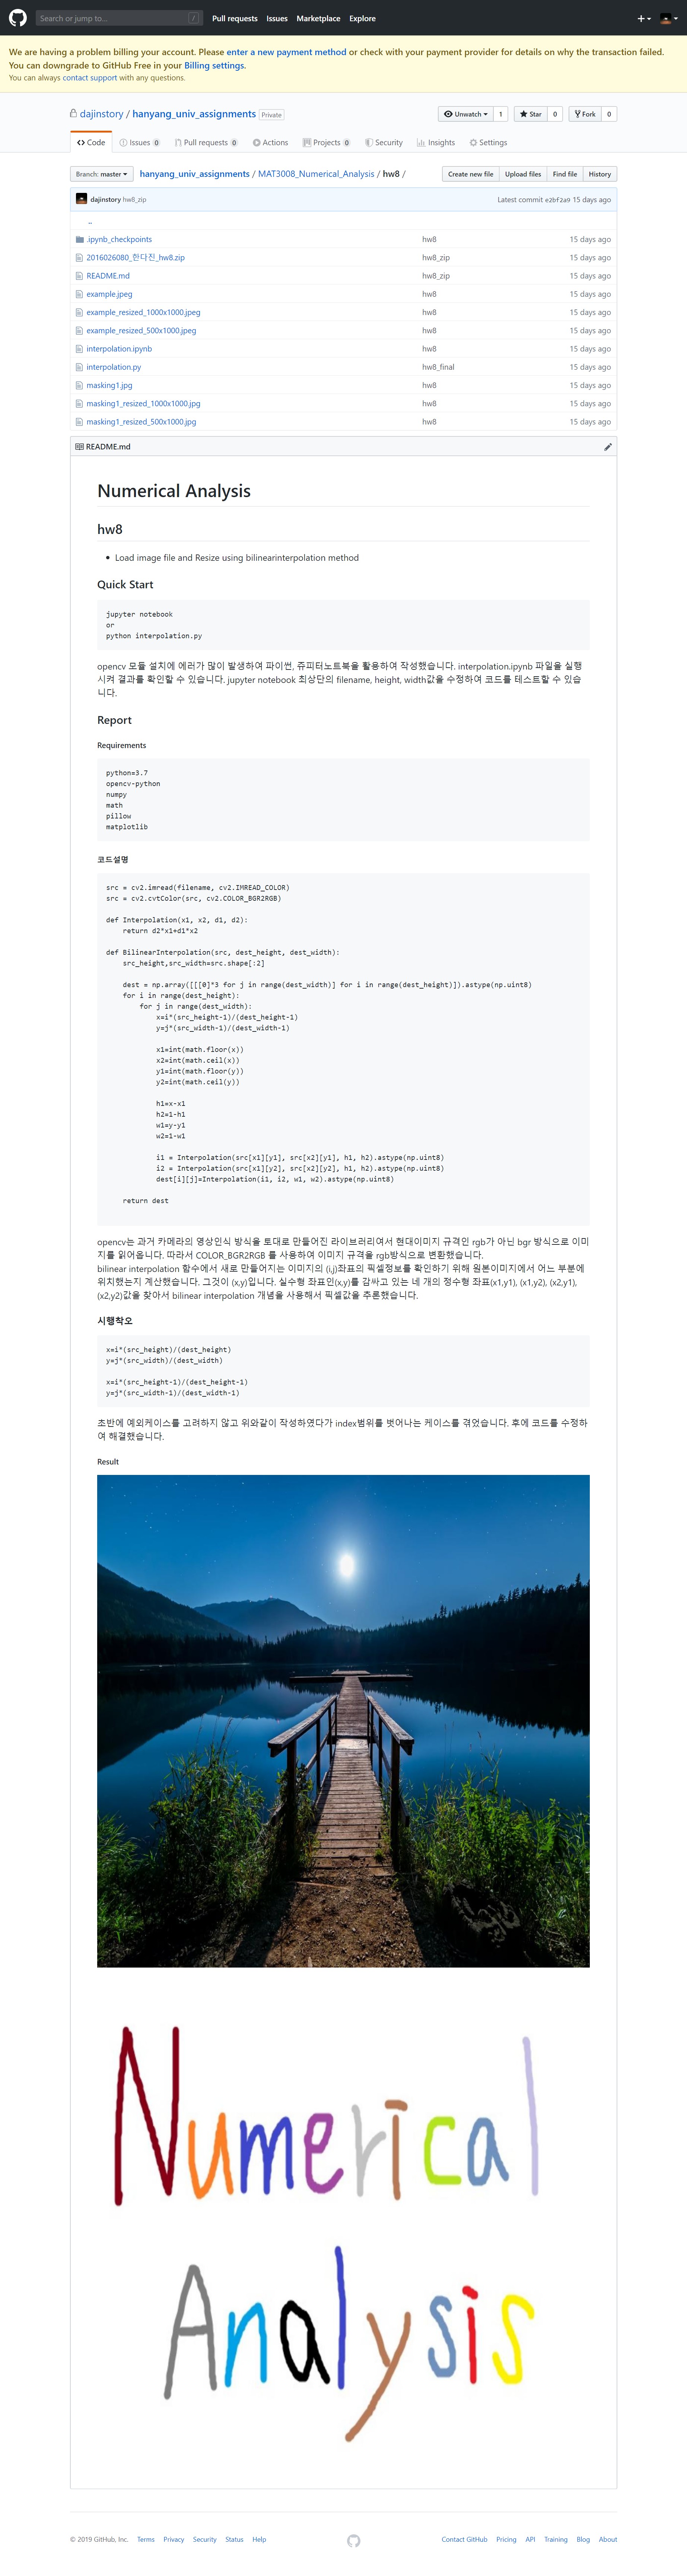 Search or jump to... /
Pull requests Issues Marketplace Explore
We are having a problem billing your account. Please enter a new payment method or check with your payment provider for details on why the transaction failed.
You can downgrade to GitHub Free in your Billing settings.
You can always contact support with any questions.
dajinstory / hanyang_univ_assignments Private
Unwatch 1 Star 0 Fork 0
Code Issues 0 Pull requests 0 Actions Projects 0 Security Insights Settings
Branch: master hanyang_univ_assignments / MAT3008_Numerical_Analysis / hw8 /
Create new file Upload files Find file History
dajinstory hw8_zip Latest commit e2bf2a9 15 days ago
..
.ipynb_checkpoints hw8 15 days ago
2016026080_한다진_hw8.zip hw8_zip 15 days ago
README.md hw8_zip 15 days ago
example.jpeg hw8 15 days ago
example_resized_1000x1000.jpeg hw8 15 days ago
example_resized_500x1000.jpeg hw8 15 days ago
interpolation.ipynb hw8 15 days ago
interpolation.py hw8_final 15 days ago
masking1.jpg hw8 15 days ago
masking1_resized_1000x1000.jpg hw8 15 days ago
masking1_resized_500x1000.jpg hw8 15 days ago
README.md
Numerical Analysis
hw8
• Load image file and Resize using bilinearinterpolation method
Quick Start
jupyter notebook
or
python interpolation.py
opencv 모듈 설치에 에러가 많이 발생하여 파이썬, 쥬피터노트북을 활용하여 작성했습니다. interpolation.ipynb 파일을 실행
시켜 결과를 확인할 수 있습니다. jupyter notebook 최상단의 filename, height, width값을 수정하여 코드를 테스트할 수 있습
니다.
Report
Requirements
python=3.7
opencv-python
numpy
math
pillow
matplotlib
코드설명
src = cv2.imread(filename, cv2.IMREAD_COLOR)
src = cv2.cvtColor(src, cv2.COLOR_BGR2RGB)
def Interpolation(x1, x2, d1, d2):
    return d2*x1+d1*x2
def BilinearInterpolation(src, dest_height, dest_width):
    src_height,src_width=src.shape[:2]
    dest = np.array([[[0]*3 for j in range(dest_width)] for i in range(dest_height)]).astype(np.uint8)
    for i in range(dest_height):
        for j in range(dest_width):
            x=i*(src_height-1)/(dest_height-1)
            y=j*(src_width-1)/(dest_width-1)
            x1=int(math.floor(x))
            x2=int(math.ceil(x))
            y1=int(math.floor(y))
            y2=int(math.ceil(y))
            h1=x-x1
            h2=1-h1
            w1=y-y1
            w2=1-w1
            i1 = Interpolation(src[x1][y1], src[x2][y1], h1, h2).astype(np.uint8)
            i2 = Interpolation(src[x1][y2], src[x2][y2], h1, h2).astype(np.uint8)
            dest[i][j]=Interpolation(i1, i2, w1, w2).astype(np.uint8)
    return dest
opencv는 과거 카메라의 영상인식 방식을 토대로 만들어진 라이브러리여서 현대이미지 규격인 rgb가 아닌 bgr 방식으로 이미
지를 읽어옵니다. 따라서 COLOR_BGR2RGB 를 사용하여 이미지 규격을 rgb방식으로 변환했습니다.
bilinear interpolation 함수에서 새로 만들어지는 이미지의 (i,j)좌표의 픽셀정보를 확인하기 위해 원본이미지에서 어느 부분에
위치했는지 계산했습니다. 그것이 (x,y)입니다. 실수형 좌표인(x,y)를 감싸고 있는 네 개의 정수형 좌표(x1,y1), (x1,y2), (x2,y1),
(x2,y2)값을 찾아서 bilinear interpolation 개념을 사용해서 픽셀값을 추론했습니다.
시행착오
x=i*(src_height)/(dest_height)
y=j*(src_width)/(dest_width)
x=i*(src_height-1)/(dest_height-1)
y=j*(src_width-1)/(dest_width-1)
초반에 예외케이스를 고려하지 않고 위와같이 작성하였다가 index범위를 벗어나는 케이스를 겪었습니다. 후에 코드를 수정하
여 해결했습니다.
Result
Numerical
Analysis
© 2019 GitHub, Inc. Terms Privacy Security Status Help Contact GitHub Pricing API Training Blog About